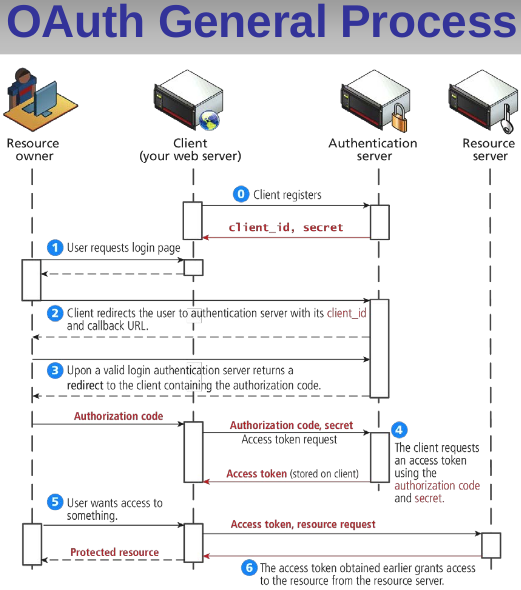 OAuth General Process
Resource
owner
Client
(your web server)
Authentication
server
Resource
server
0 Client registers
client_id, secret
1 User requests login page
2 Client redirects the user to authentication server with its client_id
and callback URL.
3 Upon a valid login authentication server returns a
redirect to the client containing the authorization code.
Authorization code
Authorization code, secret
Access token request
4
The client requests
an access token
using the
authorization code
and secret.
Access token (stored on client)
5 User wants access to
something.
Access token, resource request
Protected resource
6 The access token obtained earlier grants access
to the resource from the resource server.